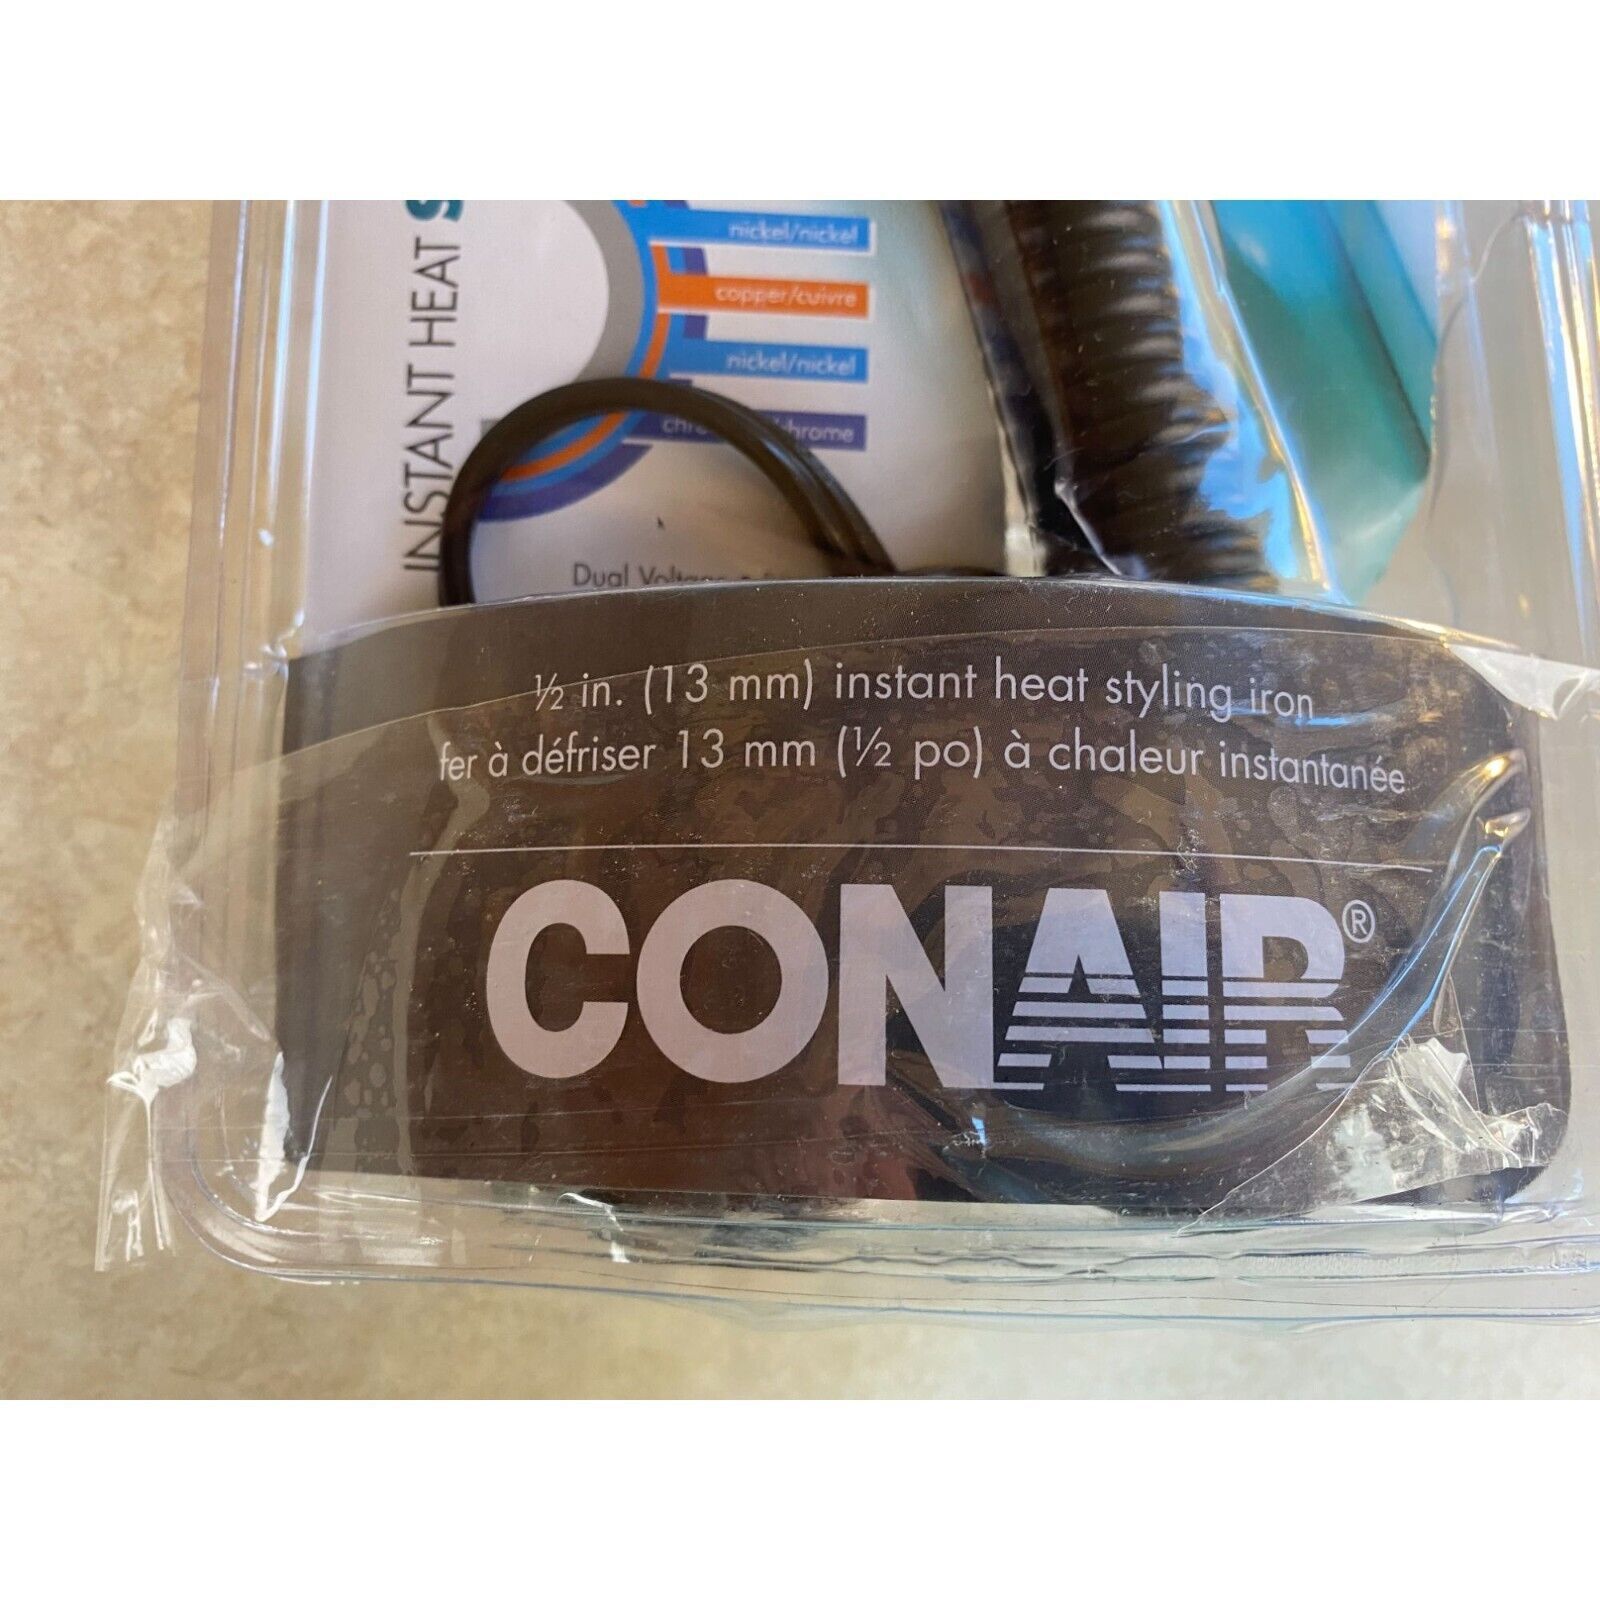 INSTANT HEAT
nickel/nickel
copper/cuivre
nickel/nickel
/chrome
Dual
½ in. (13 mm) instant heat styling iron
fer à défriser 13 mm (½ po) à chaleur instantanée
CONAIR®